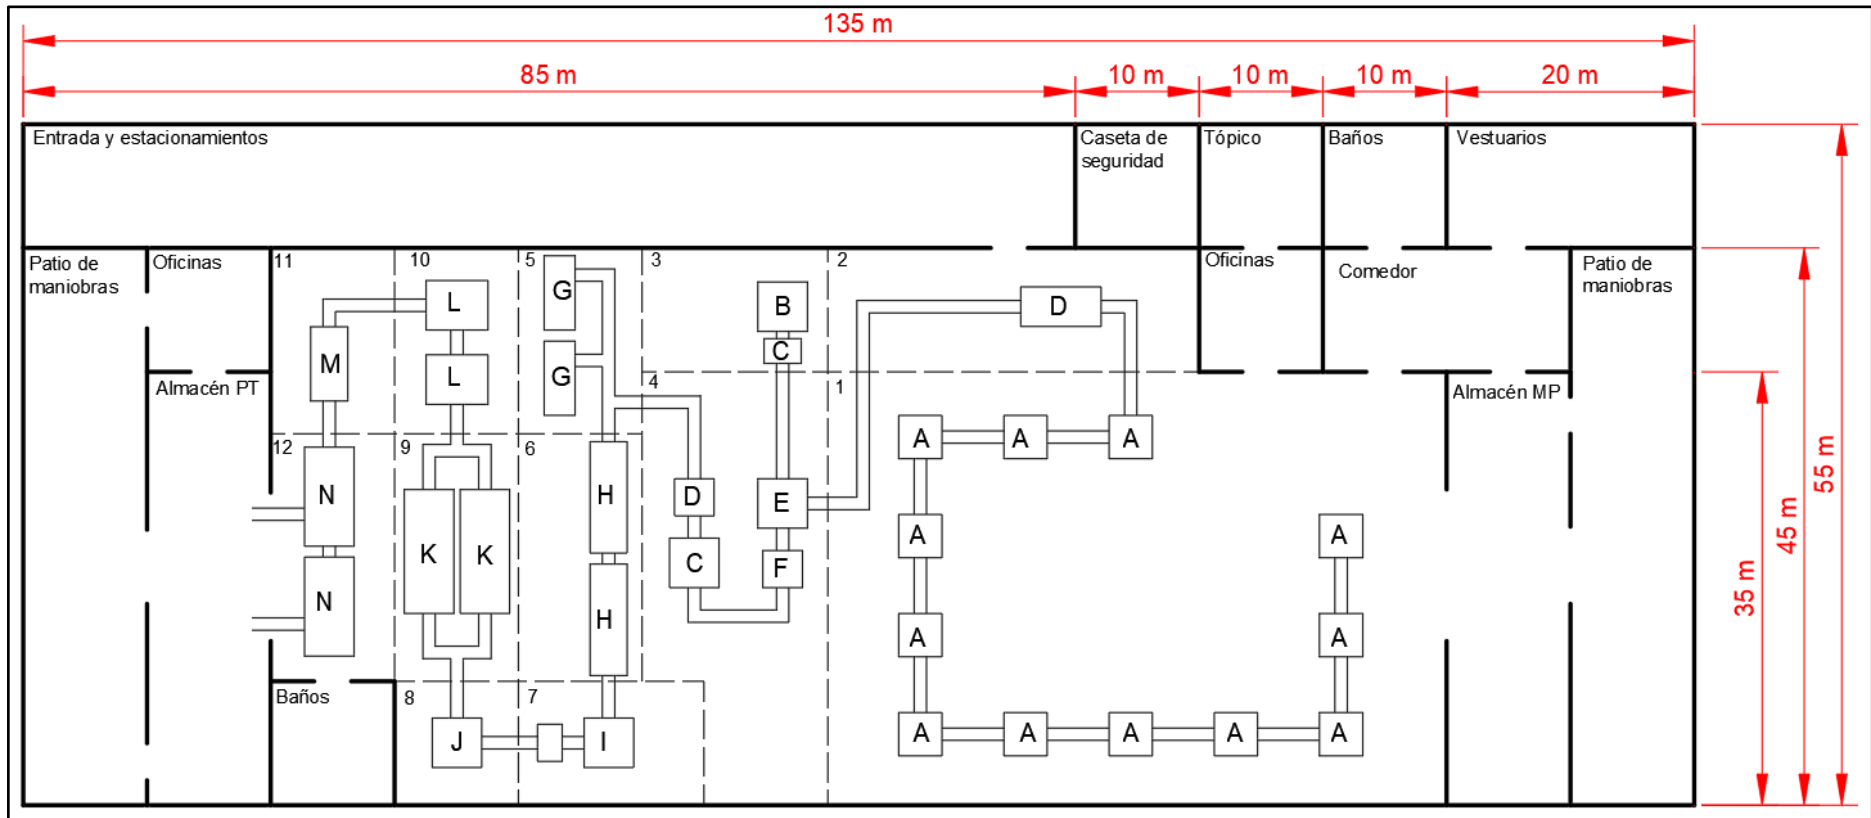 135 m
85 m
10 m
10 m
10 m
20 m
Entrada y estacionamientos
Caseta de
seguridad
Tópico
Baños
Vestuarios
Patio de
maniobras
Oficinas
11
10
5
3
2
Oficinas
Comedor
Patio de
maniobras
G
B
D
L
C
M
L
G
Almacén PT
4
1
Almacén MP
A
A
A
12
9
6
N
H
D
E
A
A
K
K
C
F
N
H
A
A
Baños
8
7
J
I
A
A
A
A
A
35 m
45 m
55 m